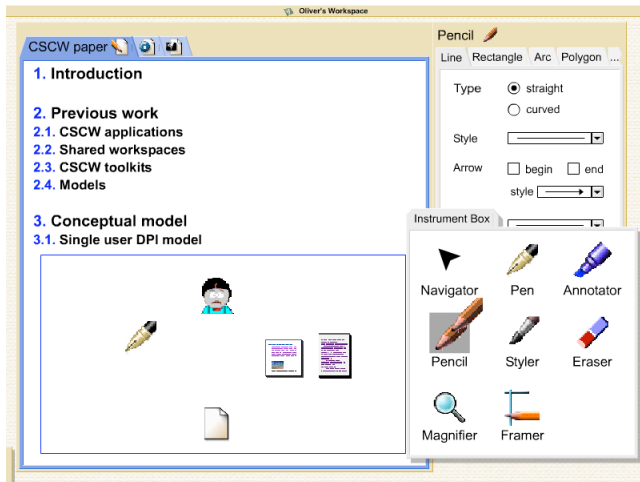 Oliver's Workspace
CSCW paper
1. Introduction
2. Previous work
2.1. CSCW applications
2.2. Shared workspaces
2.3. CSCW toolkits
2.4. Models
3. Conceptual model
3.1. Single user DPI model
Pencil
Line Rectangle Arc Polygon ...
Type straight
curved
Style
Arrow begin end
style
Instrument Box
Navigator Pen Annotator
Pencil Styler Eraser
Magnifier Framer